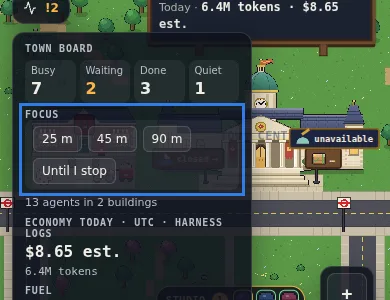 !2
Today · 6.4M tokens · $8.65
est.
TOWN BOARD
Busy Waiting Done Quiet
7 2 3 1
FOCUS
25 m 45 m 90 m
Until I stop
unavailable
13 agents in 2 buildings
ECONOMY TODAY · UTC · HARNESS
LOGS
$8.65 est.
6.4M tokens
FUEL
STUDIO
+